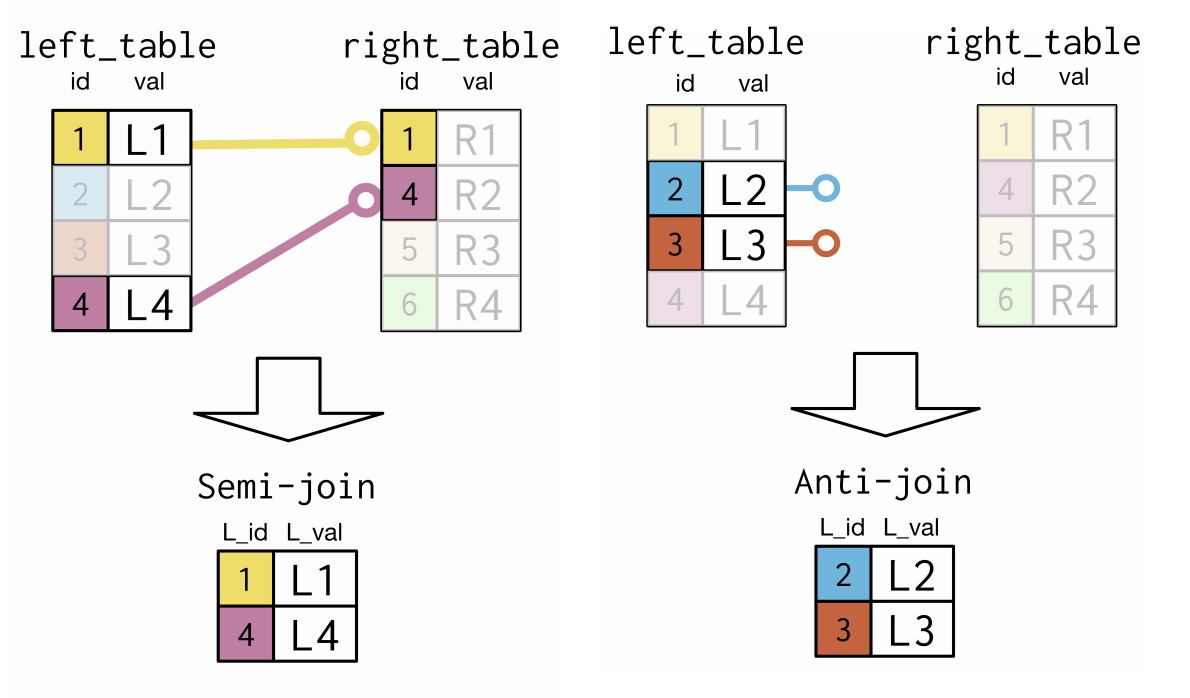 left_table right_table
id val id val
1 L1 1 R1
2 L2 4 R2
3 L3 5 R3
4 L4 6 R4
Semi-join
L_id L_val
1 L1
4 L4
left_table right_table
id val id val
1 L1 1 R1
2 L2 4 R2
3 L3 5 R3
4 L4 6 R4
Anti-join
L_id L_val
2 L2
3 L3